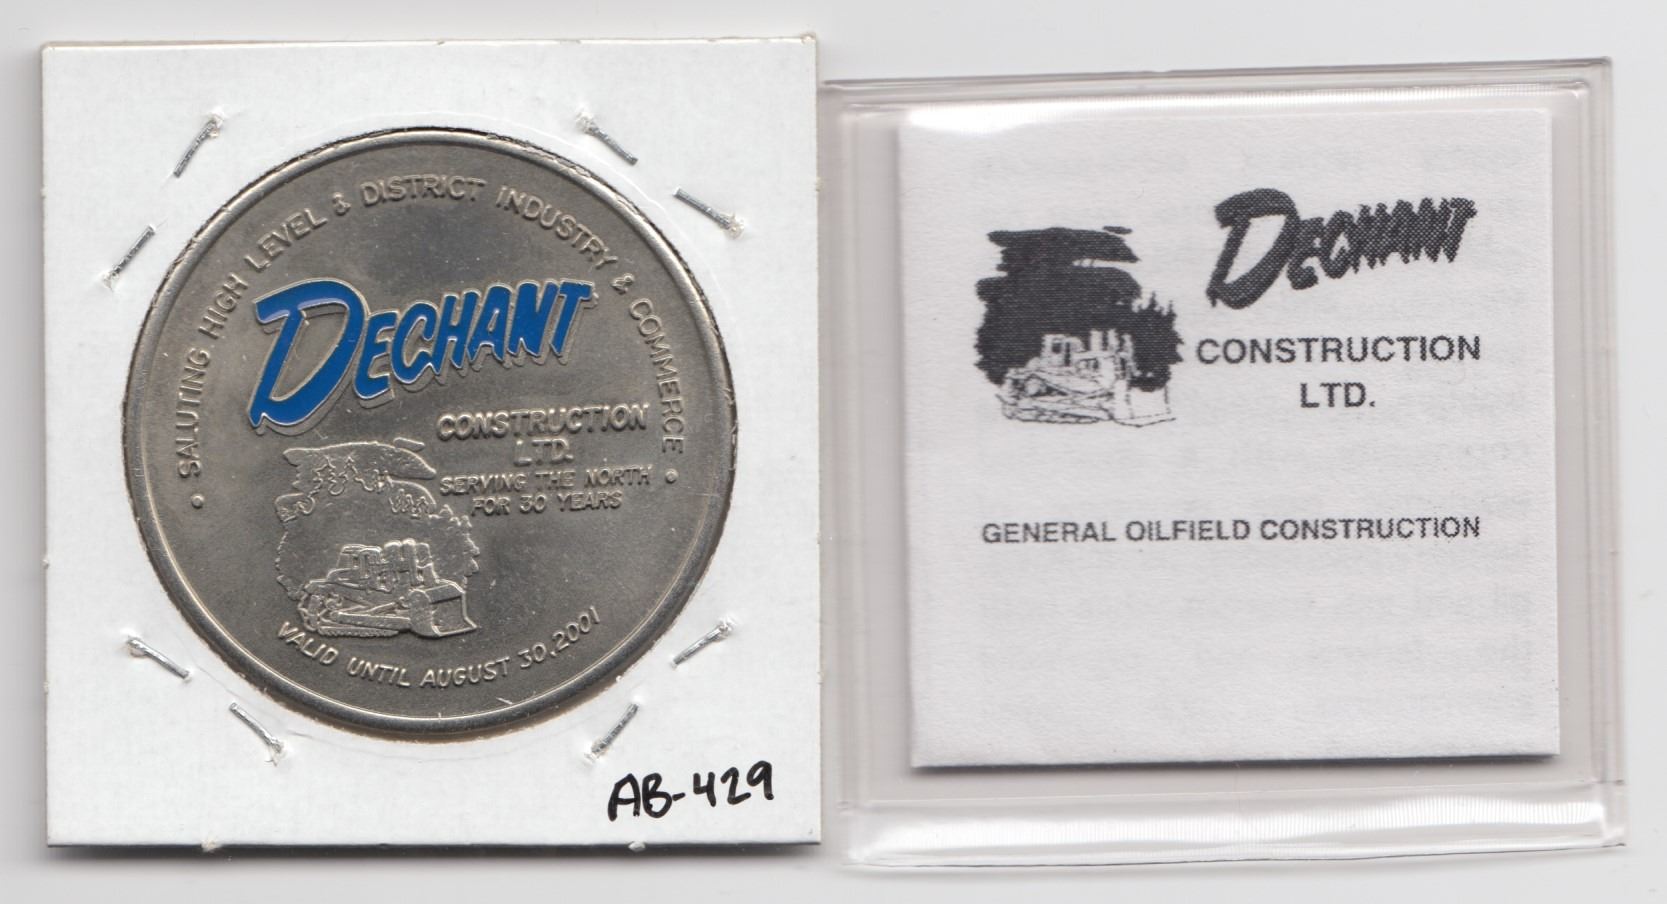 • SALUTING HIGH LEVEL & DISTRICT INDUSTRY & COMMERCE •
DECHANT
CONSTRUCTION
LTD.
SERVING THE NORTH
FOR 30 YEARS
VALID UNTIL AUGUST 30, 2001
AB-429
DECHANT
CONSTRUCTION
LTD.
GENERAL OILFIELD CONSTRUCTION